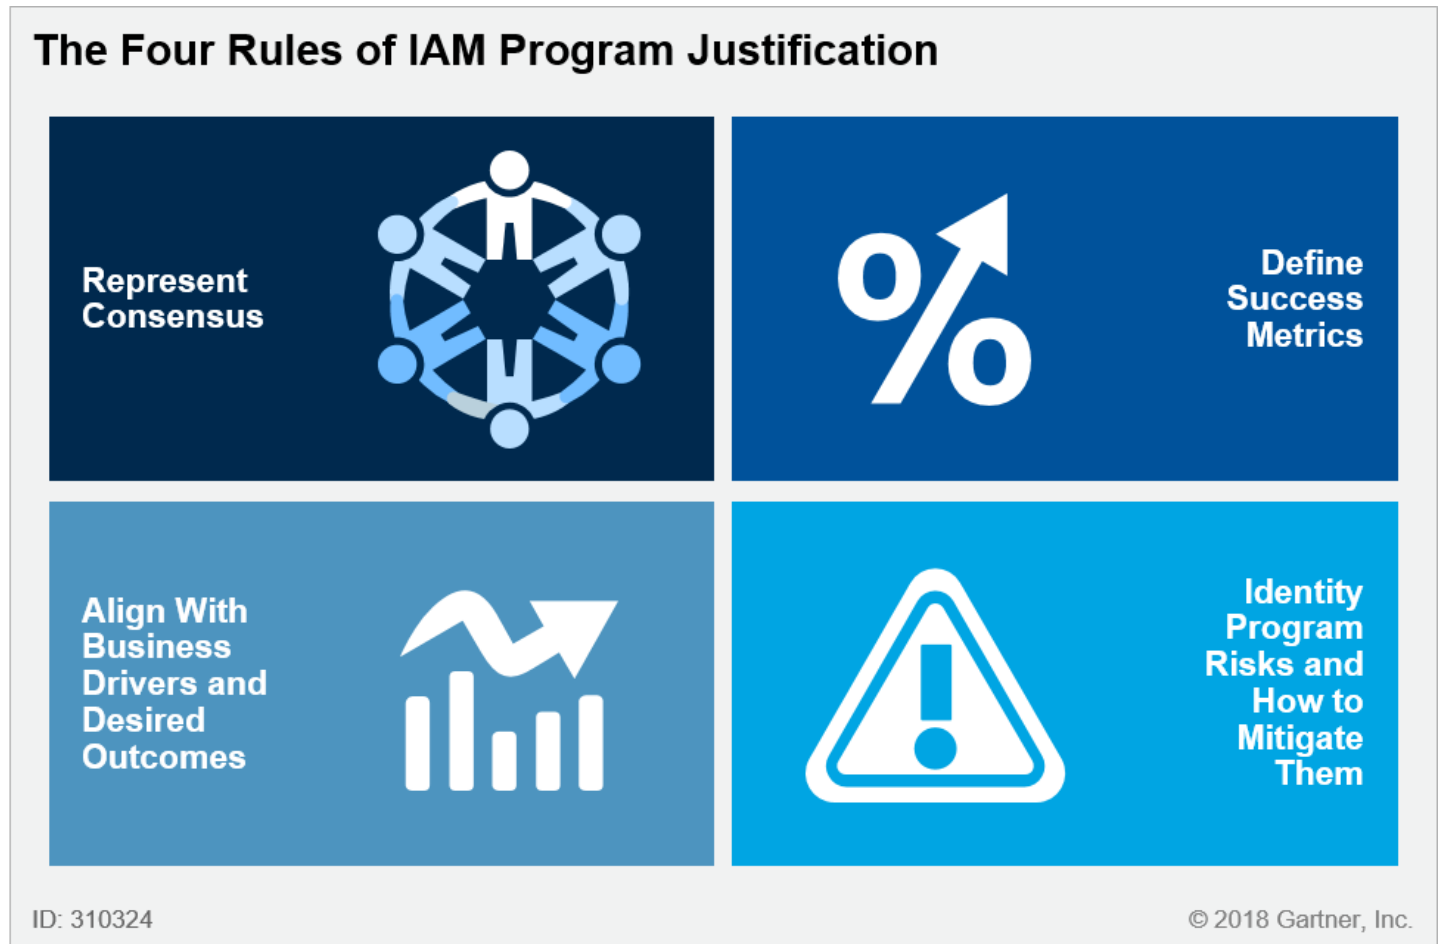 The Four Rules of IAM Program Justification
Represent
Consensus
Define
Success
Metrics
Align With
Business
Drivers and
Desired
Outcomes
Identity
Program
Risks and
How to
Mitigate
Them
ID: 310324
© 2018 Gartner, Inc.